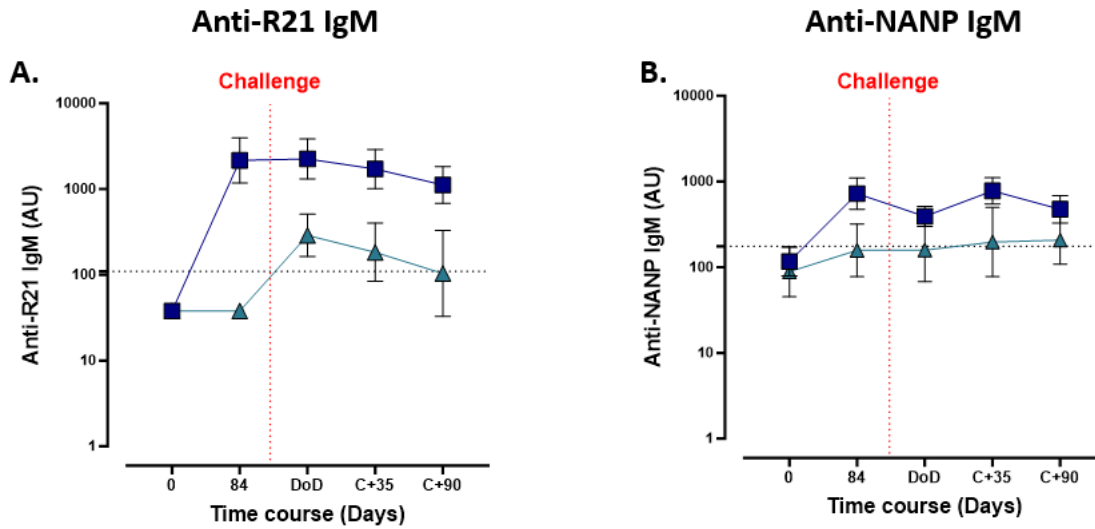 Anti-R21 IgM
A.
Challenge
10000
1000
100
10
1
Anti-R21 IgM (AU)
0 84 DoD C+35 C+90
Time course (Days)
Anti-NANP IgM
B.
Challenge
10000
1000
100
10
1
Anti-NANP IgM (AU)
0 84 DoD C+35 C+90
Time course (Days)